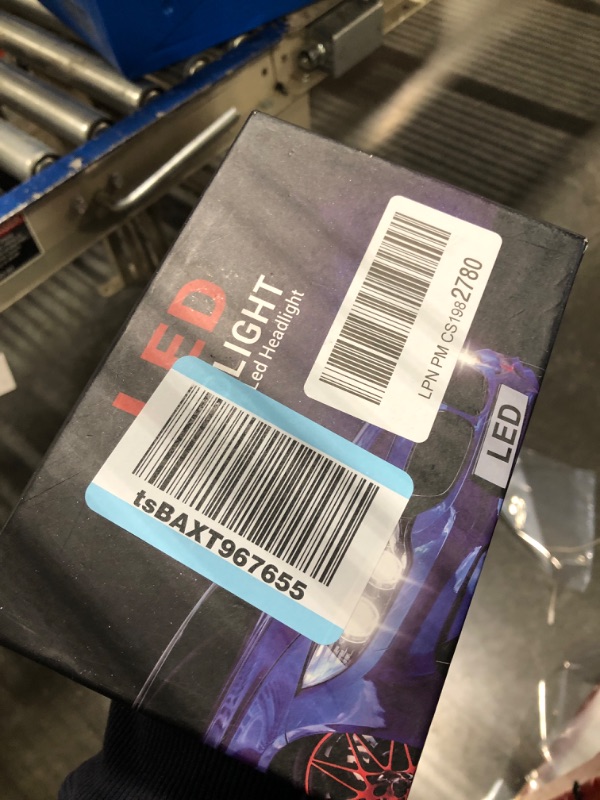 LED
LIGHT
Led Headlight
LPN PM CS1982780
LED
tsBAXT967655